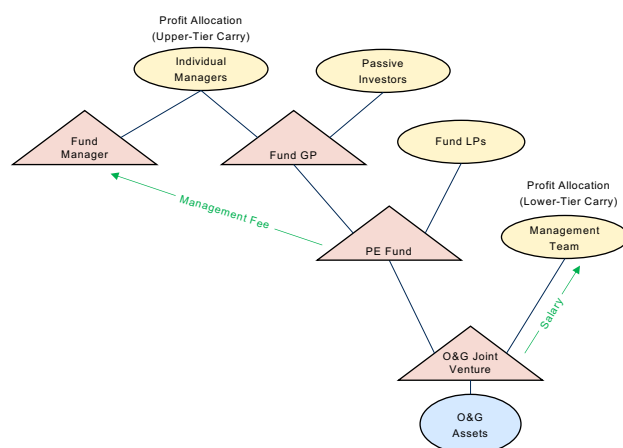 Profit Allocation
(Upper-Tier Carry)
Individual
Managers
Passive
Investors
Fund
Manager
Fund GP
Fund LPs
Management Fee
Profit Allocation
(Lower-Tier Carry)
Management
Team
PE Fund
Salary
O&G Joint
Venture
O&G
Assets